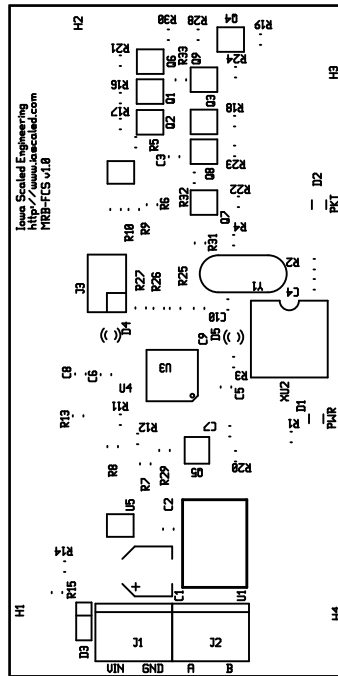 H2
R30
R28
Q4
R19
R21
Q6
R33
Q9
R24
H3
R16
Q1
Q3
R17
Q2
R18
R5
C3
R23
Iowa Scaled Engineering
http://www.iascaled.com
MRB-FCS v1.0
Q8
R32
R22
D2
PKT
R6
R9
R10
Q7
R4
R31
J3
R27
R26
R25
Y1
R2
C4
C10
D4
C9
D5
XU2
U3
U4
C8
C6
R3
C5
R13
R11
R12
C7
D1
PWR
R1
R8
R7
R29
Q5
R20
U5
C2
R14
R15
C1
U1
H1
D3
J1
J2
H4
VIN
GND
A
B